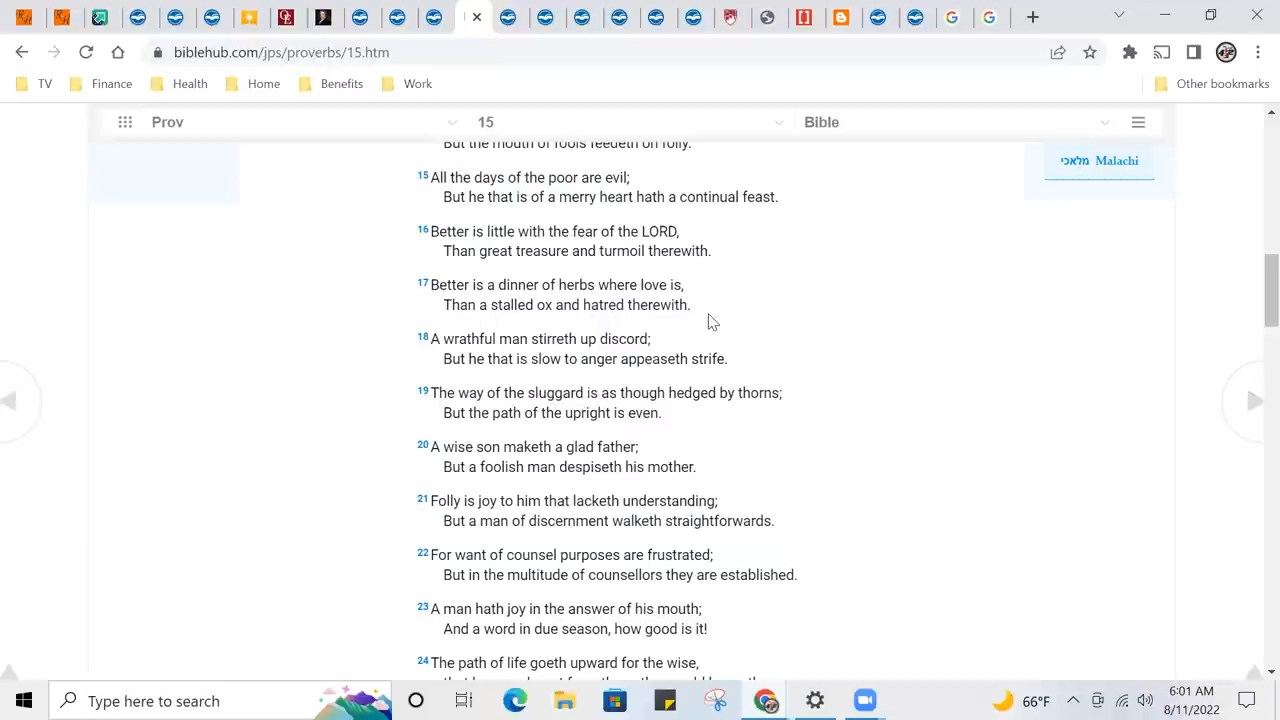 biblehub.com/jps/proverbs/15.htm
TV Finance Health Home Benefits Work Other bookmarks
Prov 15 Bible
But the mouth of fools feedeth on folly.
מלאכי Malachi
15 All the days of the poor are evil;
But he that is of a merry heart hath a continual feast.
16 Better is little with the fear of the LORD,
Than great treasure and turmoil therewith.
17 Better is a dinner of herbs where love is,
Than a stalled ox and hatred therewith.
18 A wrathful man stirreth up discord;
But he that is slow to anger appeaseth strife.
19 The way of the sluggard is as though hedged by thorns;
But the path of the upright is even.
20 A wise son maketh a glad father;
But a foolish man despiseth his mother.
21 Folly is joy to him that lacketh understanding;
But a man of discernment walketh straightforwards.
22 For want of counsel purposes are frustrated;
But in the multitude of counsellors they are established.
23 A man hath joy in the answer of his mouth;
And a word in due season, how good is it!
24 The path of life goeth upward for the wise,
Type here to search
66°F
6:01 AM
8/11/2022